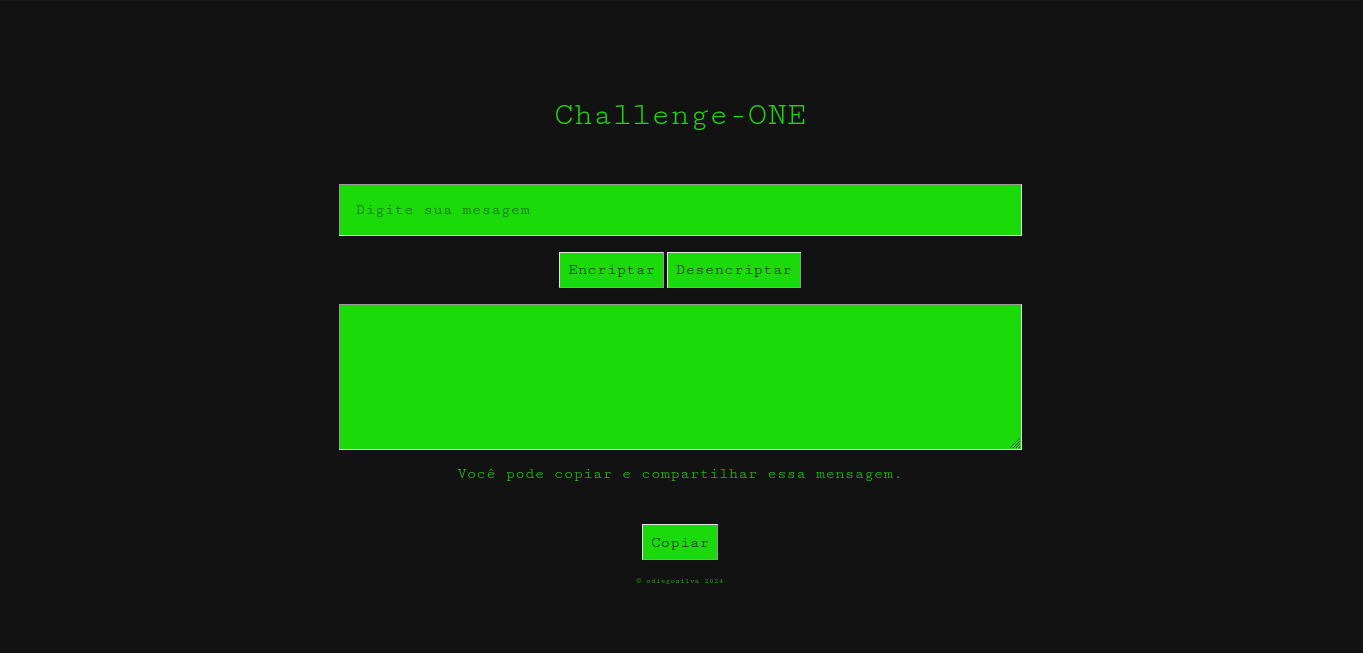 Challenge-ONE
Digite sua mesagem
Encriptar Desencriptar
Você pode copiar e compartilhar essa mensagem.
Copiar
© odiegosilva 2024